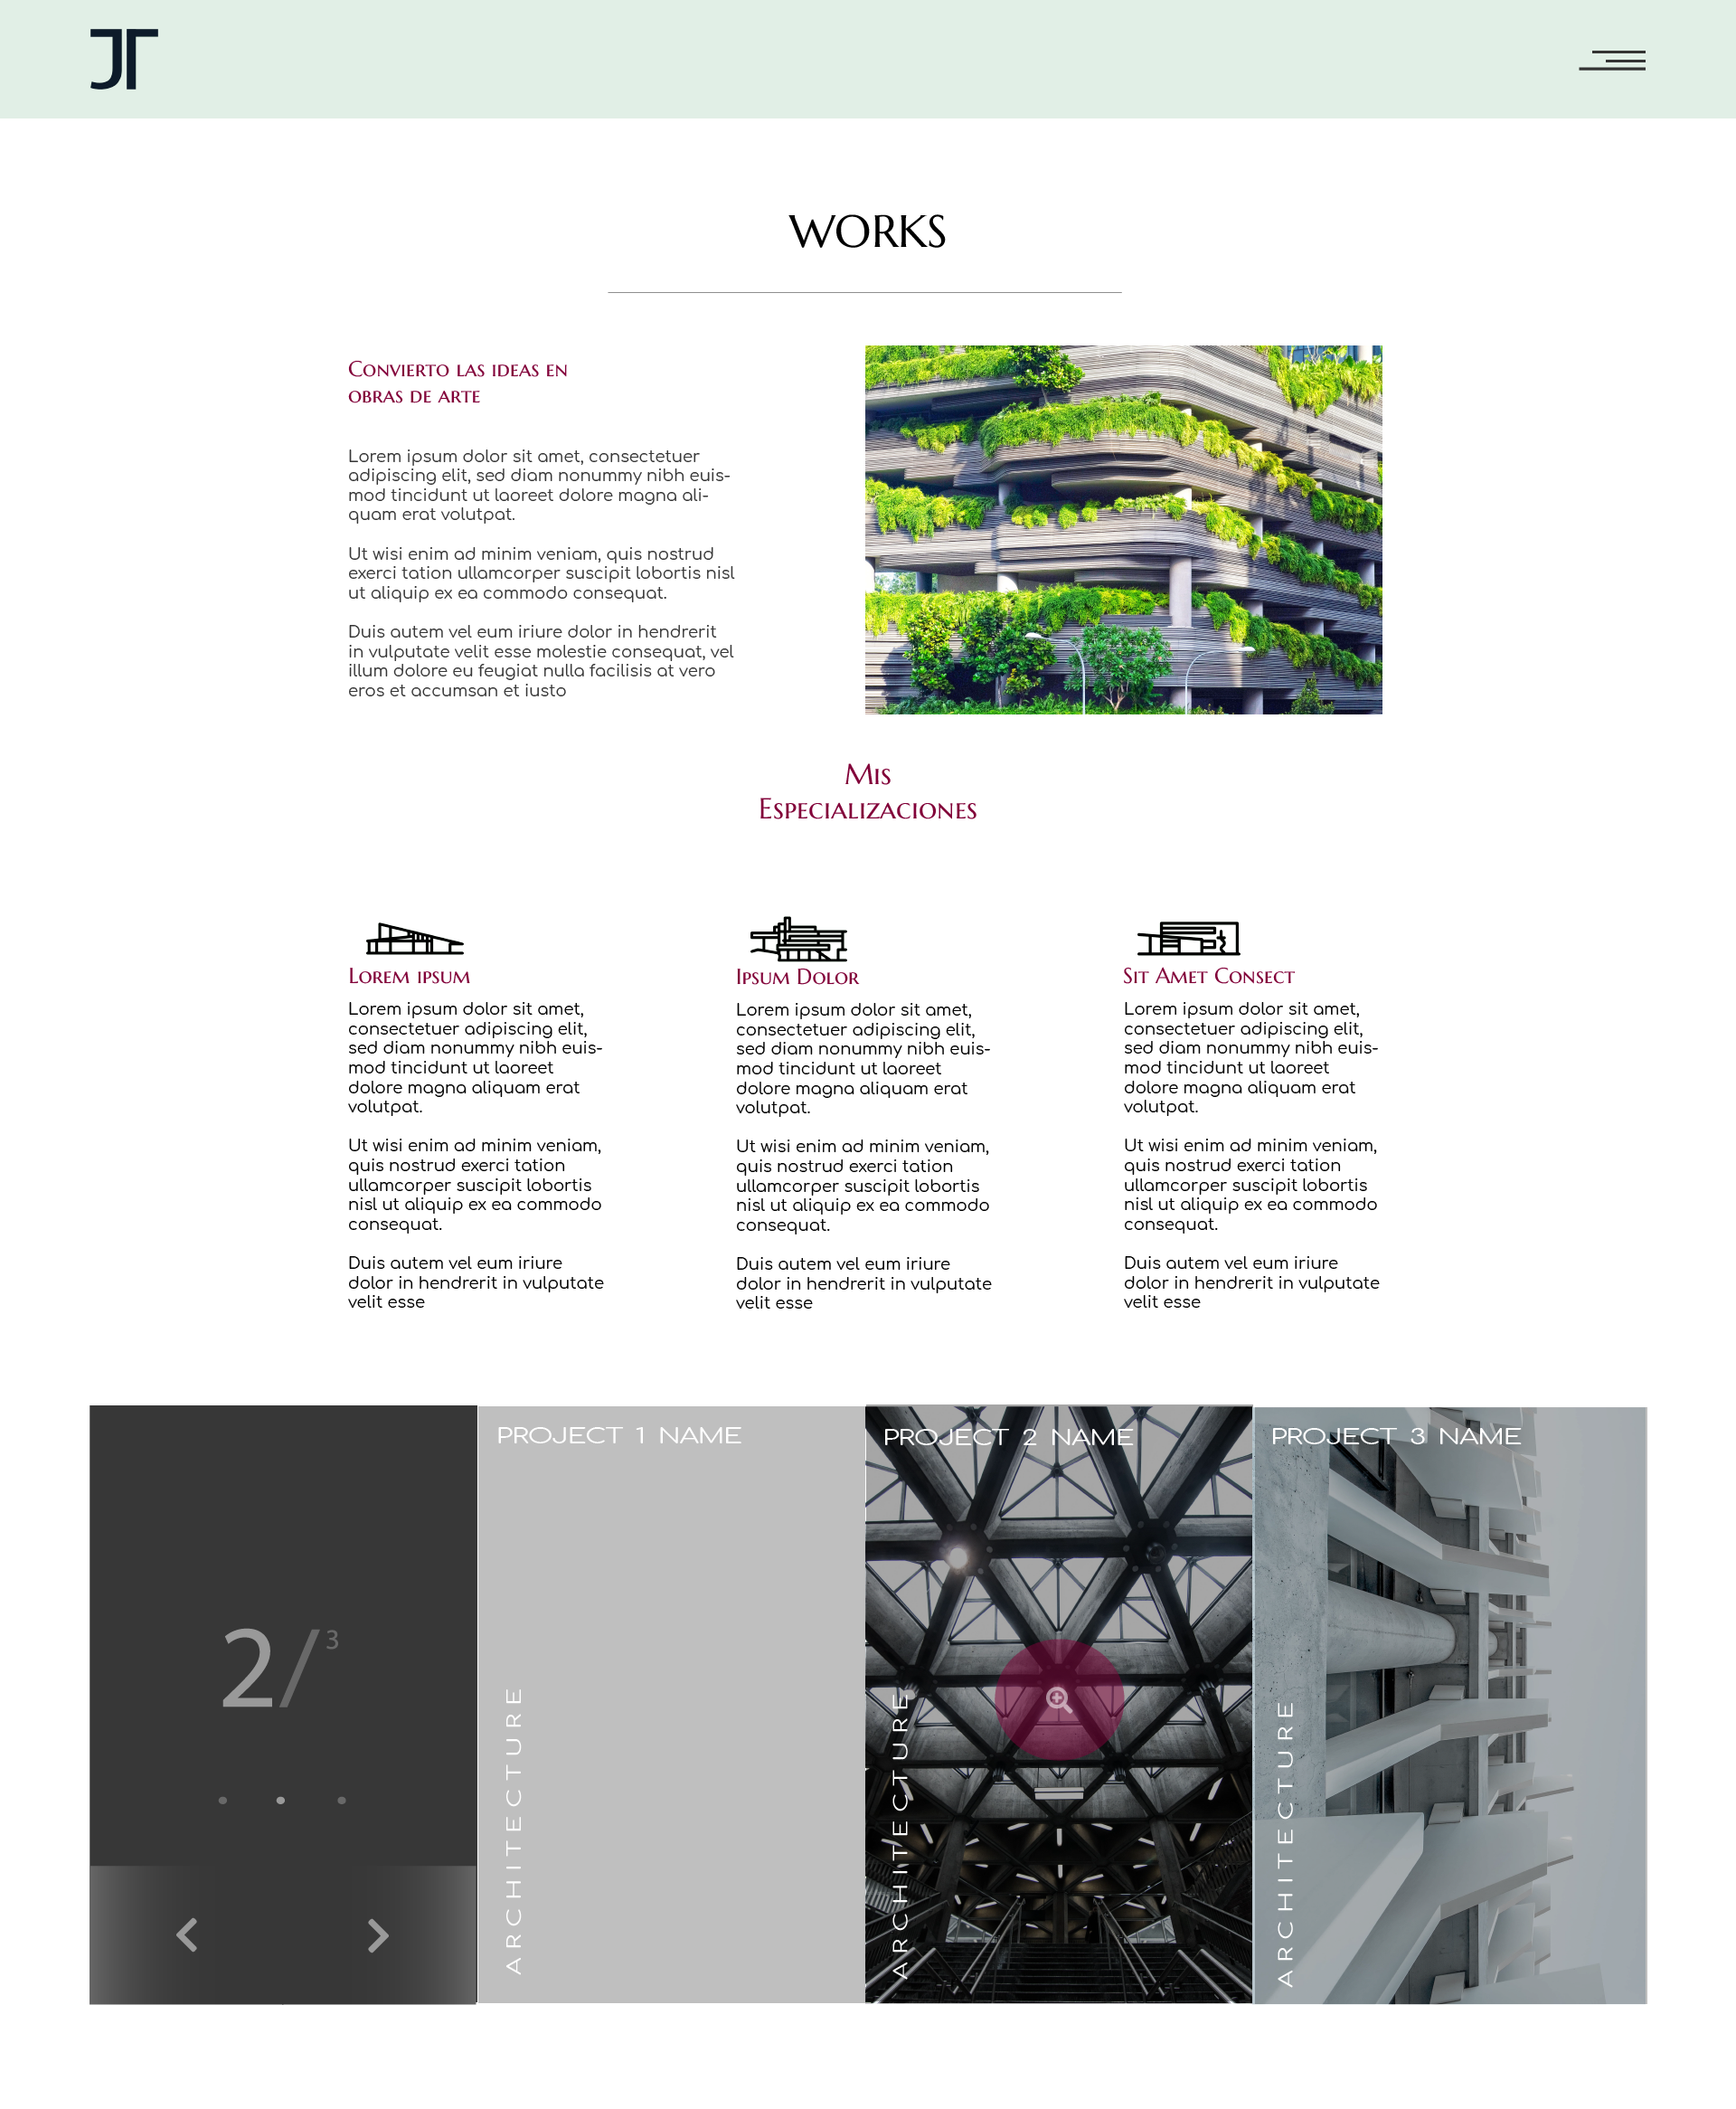 JT
WORKS
Convierto las ideas en
obras de arte
Lorem ipsum dolor sit amet, consectetuer
adipiscing elit, sed diam nonummy nibh euis-
mod tincidunt ut laoreet dolore magna ali-
quam erat volutpat.
Ut wisi enim ad minim veniam, quis nostrud
exerci tation ullamcorper suscipit lobortis nisl
ut aliquip ex ea commodo consequat.
Duis autem vel eum iriure dolor in hendrerit
in vulputate velit esse molestie consequat, vel
illum dolore eu feugiat nulla facilisis at vero
eros et accumsan et iusto
Mis
Especializaciones
Lorem ipsum
Lorem ipsum dolor sit amet,
consectetuer adipiscing elit,
sed diam nonummy nibh euis-
mod tincidunt ut laoreet
dolore magna aliquam erat
volutpat.
Ut wisi enim ad minim veniam,
quis nostrud exerci tation
ullamcorper suscipit lobortis
nisl ut aliquip ex ea commodo
consequat.
Duis autem vel eum iriure
dolor in hendrerit in vulputate
velit esse
Ipsum Dolor
Lorem ipsum dolor sit amet,
consectetuer adipiscing elit,
sed diam nonummy nibh euis-
mod tincidunt ut laoreet
dolore magna aliquam erat
volutpat.
Ut wisi enim ad minim veniam,
quis nostrud exerci tation
ullamcorper suscipit lobortis
nisl ut aliquip ex ea commodo
consequat.
Duis autem vel eum iriure
dolor in hendrerit in vulputate
velit esse
Sit Amet Consect
Lorem ipsum dolor sit amet,
consectetuer adipiscing elit,
sed diam nonummy nibh euis-
mod tincidunt ut laoreet
dolore magna aliquam erat
volutpat.
Ut wisi enim ad minim veniam,
quis nostrud exerci tation
ullamcorper suscipit lobortis
nisl ut aliquip ex ea commodo
consequat.
Duis autem vel eum iriure
dolor in hendrerit in vulputate
velit esse
2/3
PROJECT 1 NAME
ARCHITECTURE
PROJECT 2 NAME
ARCHITECTURE
PROJECT 3 NAME
ARCHITECTURE